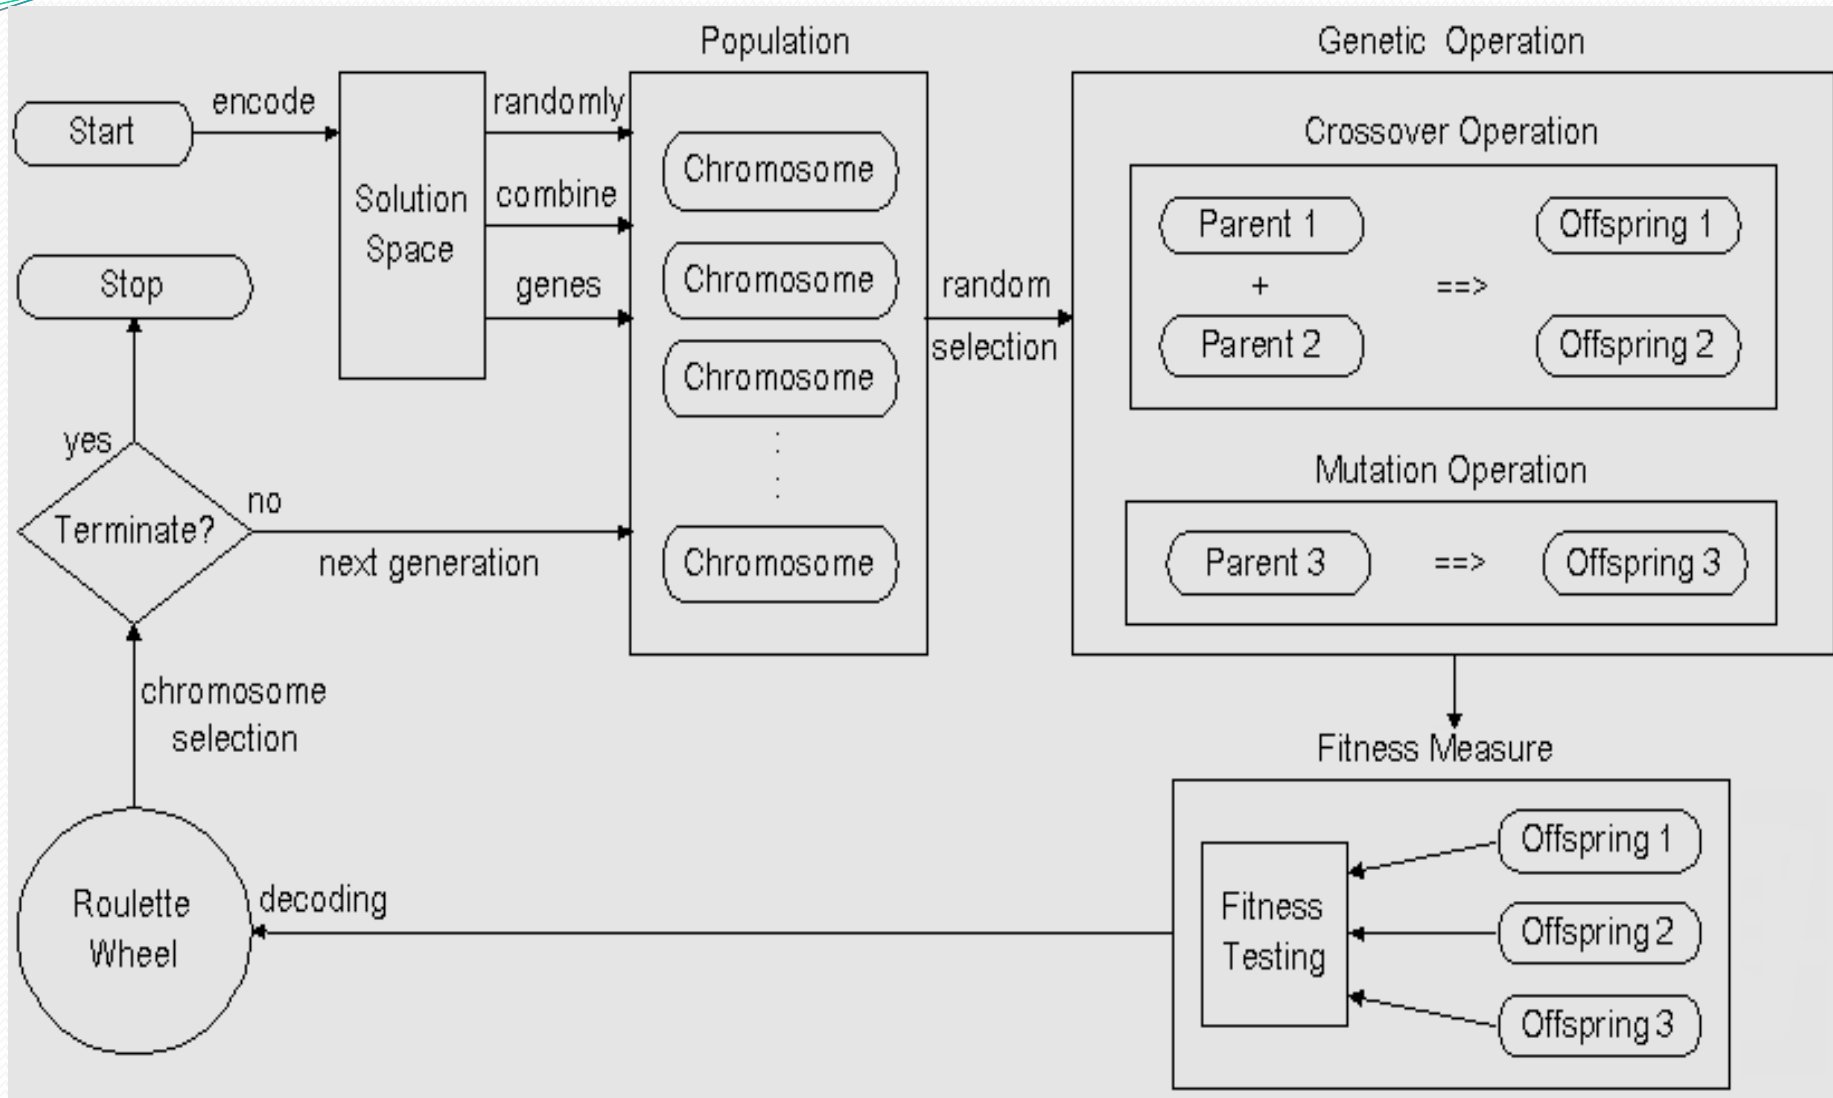 Population
Genetic Operation
Start
encode
Solution
Space
randomly
combine
genes
Chromosome
Chromosome
Chromosome
Chromosome
random
selection
Crossover Operation
Parent 1
+
Parent 2
==>
Offspring 1
Offspring 2
Mutation Operation
Parent 3
==>
Offspring 3
Stop
yes
Terminate?
no
next generation
chromosome
selection
Roulette
Wheel
decoding
Fitness Measure
Fitness
Testing
Offspring 1
Offspring 2
Offspring 3